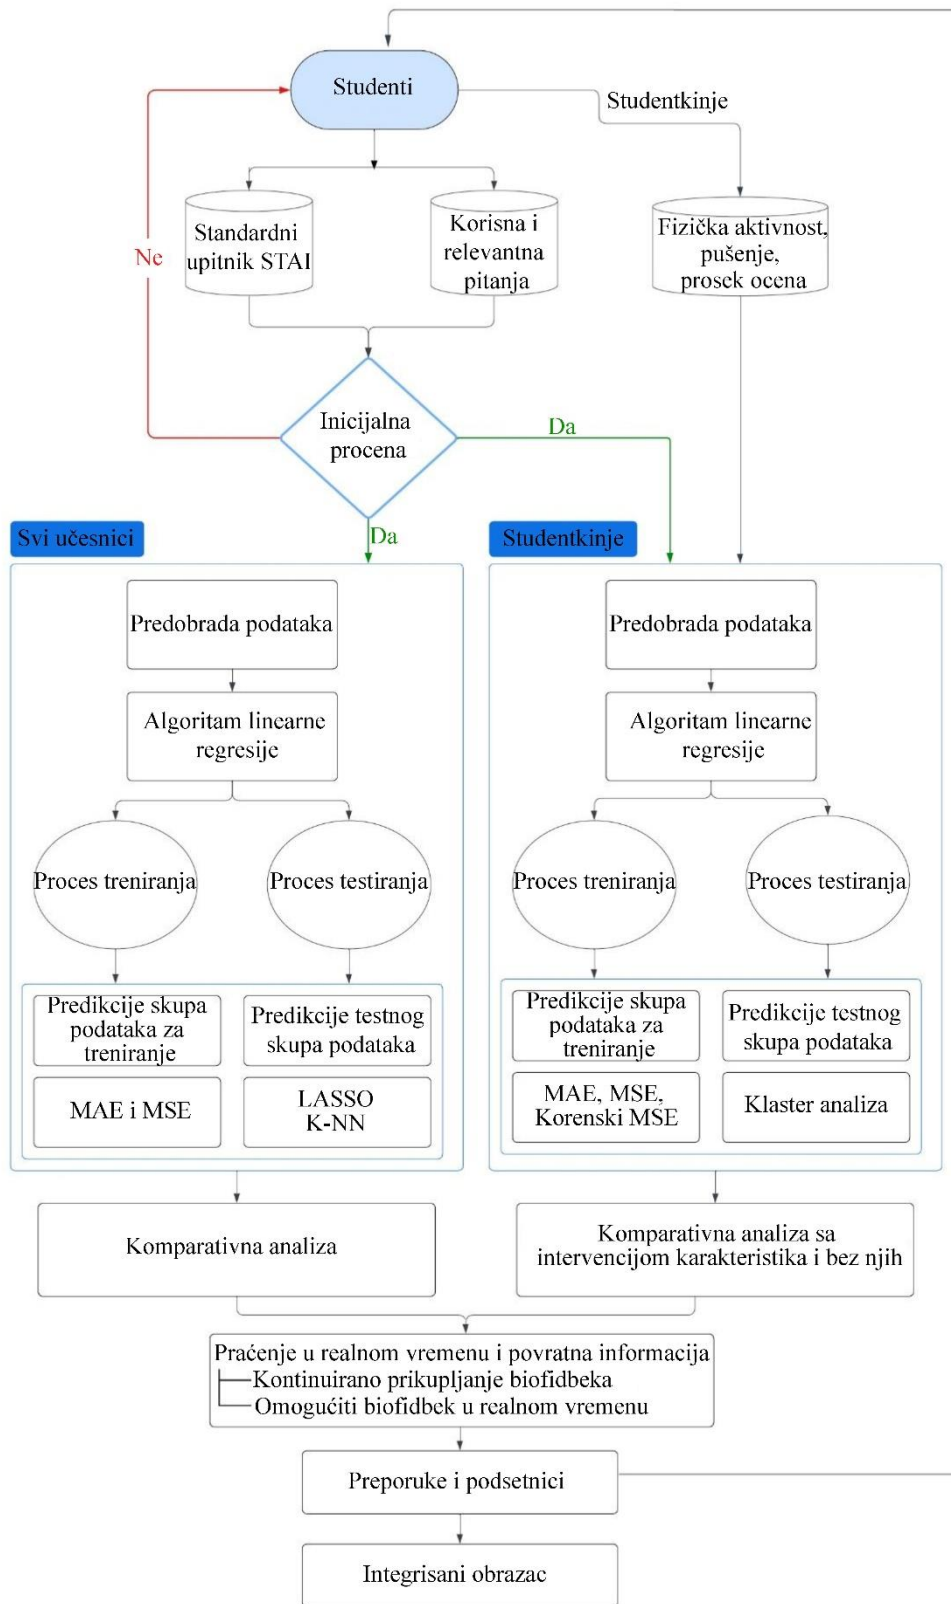 Studenti
Studentkinje
Standardni
upitnik STAI
Korisna i
relevantna
pitanja
Fizička aktivnost,
pušenje,
prosek ocena
Ne
Inicijalna
procena
Da
Da
Svi učesnici
Predobrada podataka
Algoritam linearne
regresije
Proces treniranja
Proces testiranja
Predikcije skupa
podataka za
treniranje
Predikcije testnog
skupa podataka
MAE i MSE
LASSO
K-NN
Studentkinje
Predobrada podataka
Algoritam linearne
regresije
Proces treniranja
Proces testiranja
Predikcije skupa
podataka za
treniranje
Predikcije testnog
skupa podataka
MAE, MSE,
Korenski MSE
Klaster analiza
Komparativna analiza
Komparativna analiza sa
intervencijom karakteristika i bez njih
Praćenje u realnom vremenu i povratna informacija
Kontinuirano prikupljanje biofidbeka
Omogućiti biofidbek u realnom vremenu
Preporuke i podsetnici
Integrisani obrazac